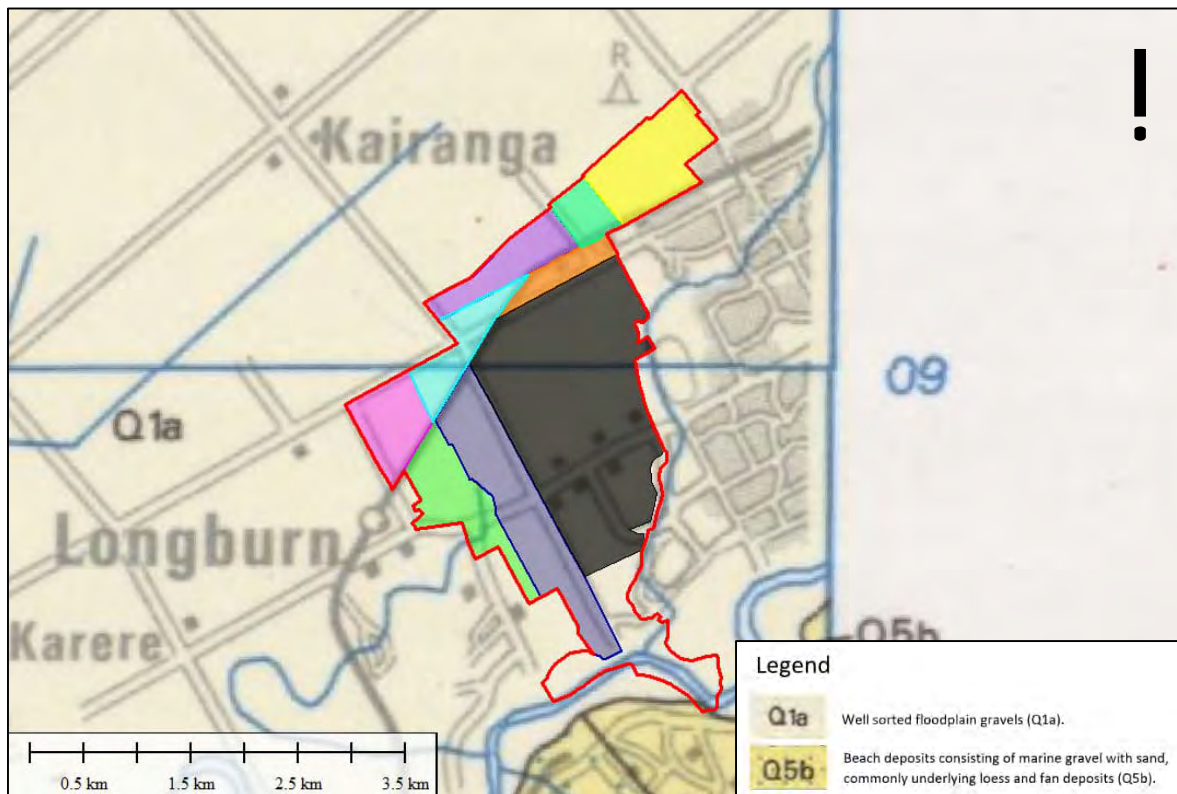 R
Kairanga
!
09
Q1a
Longburn
Karere
Q5b
Legend
Q1a Well sorted floodplain gravels (Q1a).
Q5b Beach deposits consisting of marine gravel with sand,
commonly underlying loess and fan deposits (Q5b).
0.5 km 1.5 km 2.5 km 3.5 km